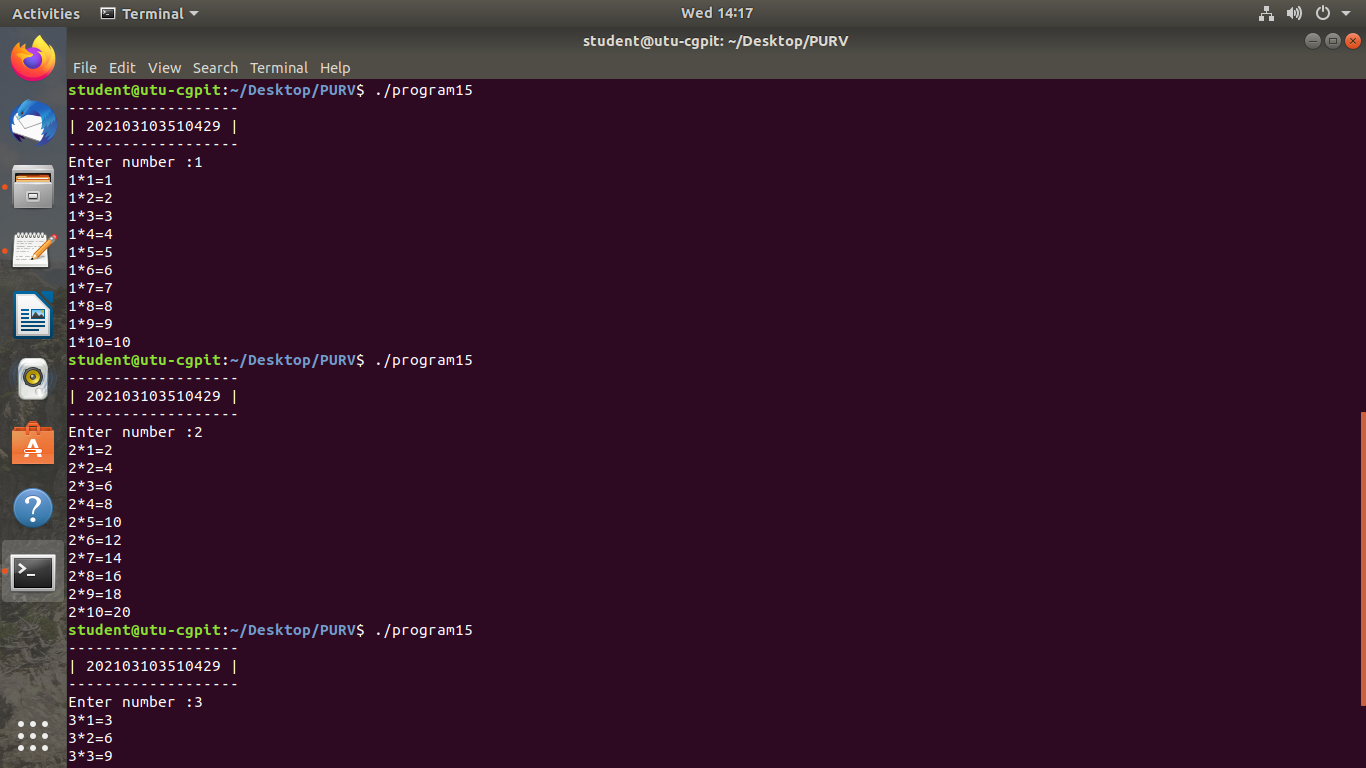 Activities Terminal Wed 14:17
student@utu-cgpit: ~/Desktop/PURV
File Edit View Search Terminal Help
student@utu-cgpit:~/Desktop/PURV$ ./program15
-------------------
| 202103103510429 |
-------------------
Enter number :1
1*1=1
1*2=2
1*3=3
1*4=4
1*5=5
1*6=6
1*7=7
1*8=8
1*9=9
1*10=10
student@utu-cgpit:~/Desktop/PURV$ ./program15
-------------------
| 202103103510429 |
-------------------
Enter number :2
2*1=2
2*2=4
2*3=6
2*4=8
2*5=10
2*6=12
2*7=14
2*8=16
2*9=18
2*10=20
student@utu-cgpit:~/Desktop/PURV$ ./program15
-------------------
| 202103103510429 |
-------------------
Enter number :3
3*1=3
3*2=6
3*3=9